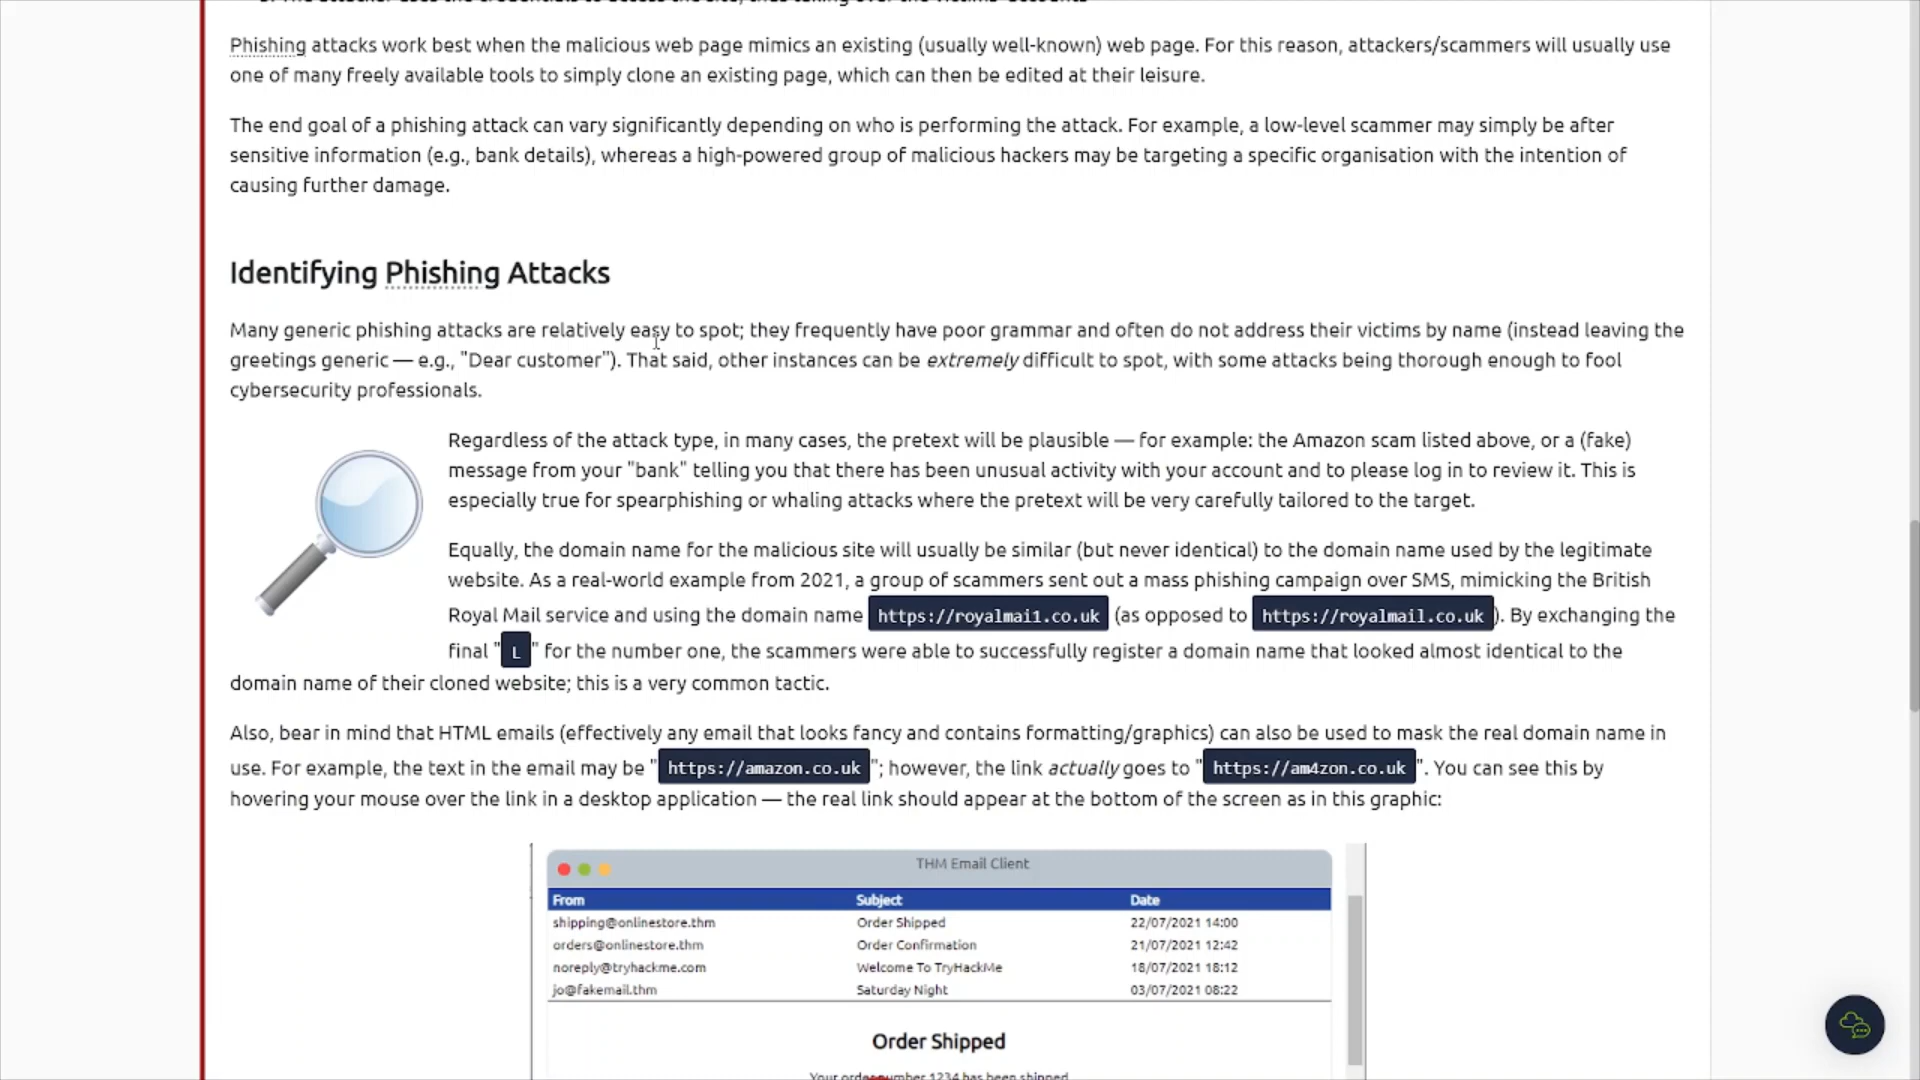 Phishing attacks work best when the malicious web page mimics an existing (usually well-known) web page. For this reason, attackers/scammers will usually use
one of many freely available tools to simply clone an existing page, which can then be edited at their leisure.
The end goal of a phishing attack can vary significantly depending on who is performing the attack. For example, a low-level scammer may simply be after
sensitive information (e.g., bank details), whereas a high-powered group of malicious hackers may be targeting a specific organisation with the intention of
causing further damage.
Identifying Phishing Attacks
Many generic phishing attacks are relatively easy to spot; they frequently have poor grammar and often do not address their victims by name (instead leaving the
greetings generic — e.g., "Dear customer"). That said, other instances can be extremely difficult to spot, with some attacks being thorough enough to fool
cybersecurity professionals.
Regardless of the attack type, in many cases, the pretext will be plausible — for example: the Amazon scam listed above, or a (fake)
message from your "bank" telling you that there has been unusual activity with your account and to please log in to review it. This is
especially true for spearphishing or whaling attacks where the pretext will be very carefully tailored to the target.
Equally, the domain name for the malicious site will usually be similar (but never identical) to the domain name used by the legitimate
website. As a real-world example from 2021, a group of scammers sent out a mass phishing campaign over SMS, mimicking the British
Royal Mail service and using the domain name https://royalmai1.co.uk (as opposed to https://royalmail.co.uk). By exchanging the
final "L" for the number one, the scammers were able to successfully register a domain name that looked almost identical to the
domain name of their cloned website; this is a very common tactic.
Also, bear in mind that HTML emails (effectively any email that looks fancy and contains formatting/graphics) can also be used to mask the real domain name in
use. For example, the text in the email may be "https://amazon.co.uk"; however, the link actually goes to "https://am4zon.co.uk". You can see this by
hovering your mouse over the link in a desktop application — the real link should appear at the bottom of the screen as in this graphic:
THM Email Client
From Subject Date
shipping@onlinestore.thm Order Shipped 22/07/2021 14:00
orders@onlinestore.thm Order Confirmation 21/07/2021 12:42
noreply@tryhackme.com Welcome To TryHackMe 18/07/2021 18:12
jo@fakemail.thm Saturday Night 03/07/2021 08:22
Order Shipped
Your order number 1234 has been shipped